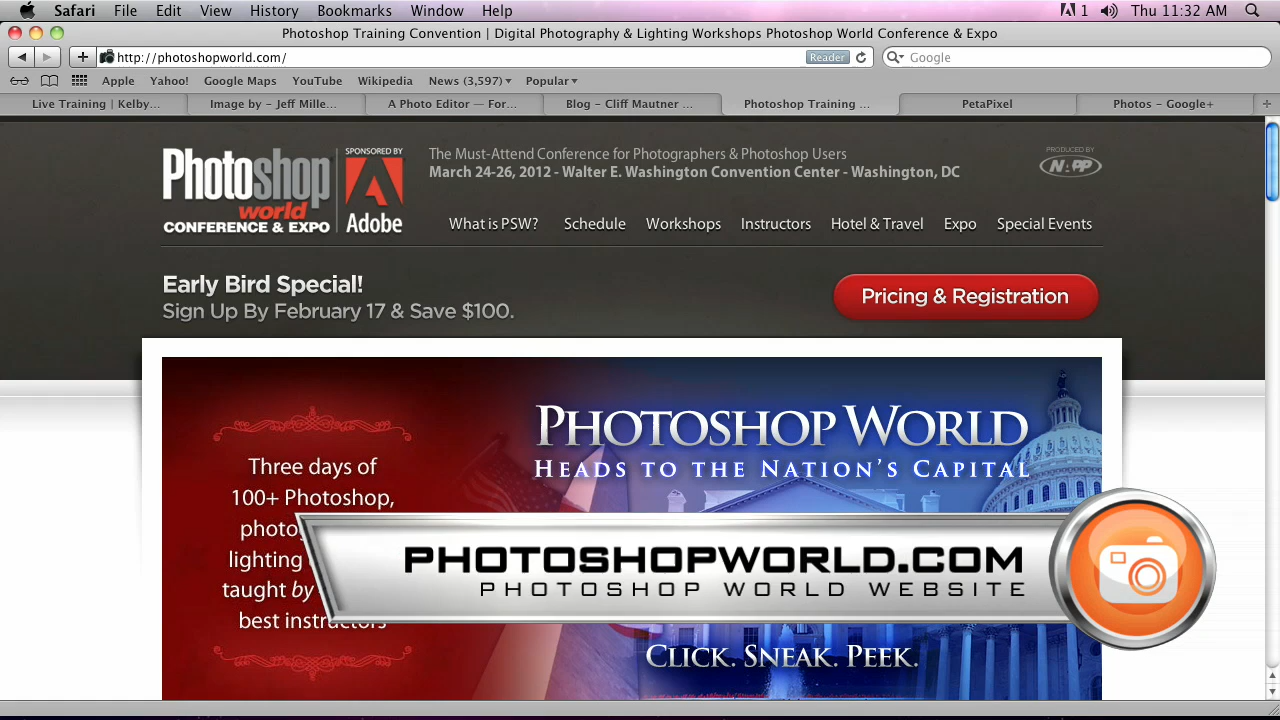 Safari File Edit View History Bookmarks Window Help 1 Thu 11:32 AM
Photoshop Training Convention | Digital Photography & Lighting Workshops Photoshop World Conference & Expo
http://photoshopworld.com/ Reader Google
Apple Yahoo! Google Maps YouTube Wikipedia News (3,597) Popular
Live Training | Kelby... Image by – Jeff Mille... A Photo Editor — For... Blog – Cliff Mautner ... Photoshop Training ... PetaPixel Photos – Google+
Photoshop
world
CONFERENCE & EXPO
SPONSORED BY
Adobe
The Must-Attend Conference for Photographers & Photoshop Users
March 24-26, 2012 - Walter E. Washington Convention Center - Washington, DC
PRODUCED BY
NAPP
What is PSW? Schedule Workshops Instructors Hotel & Travel Expo Special Events
Early Bird Special!
Sign Up By February 17 & Save $100.
Pricing & Registration
Three days of
100+ Photoshop,
lighting
taught by
best instructors
PHOTOSHOP WORLD
HEADS TO THE NATION'S CAPITAL
PHOTOSHOPWORLD.COM
PHOTOSHOP WORLD WEBSITE
CLICK. SNEAK. PEEK.